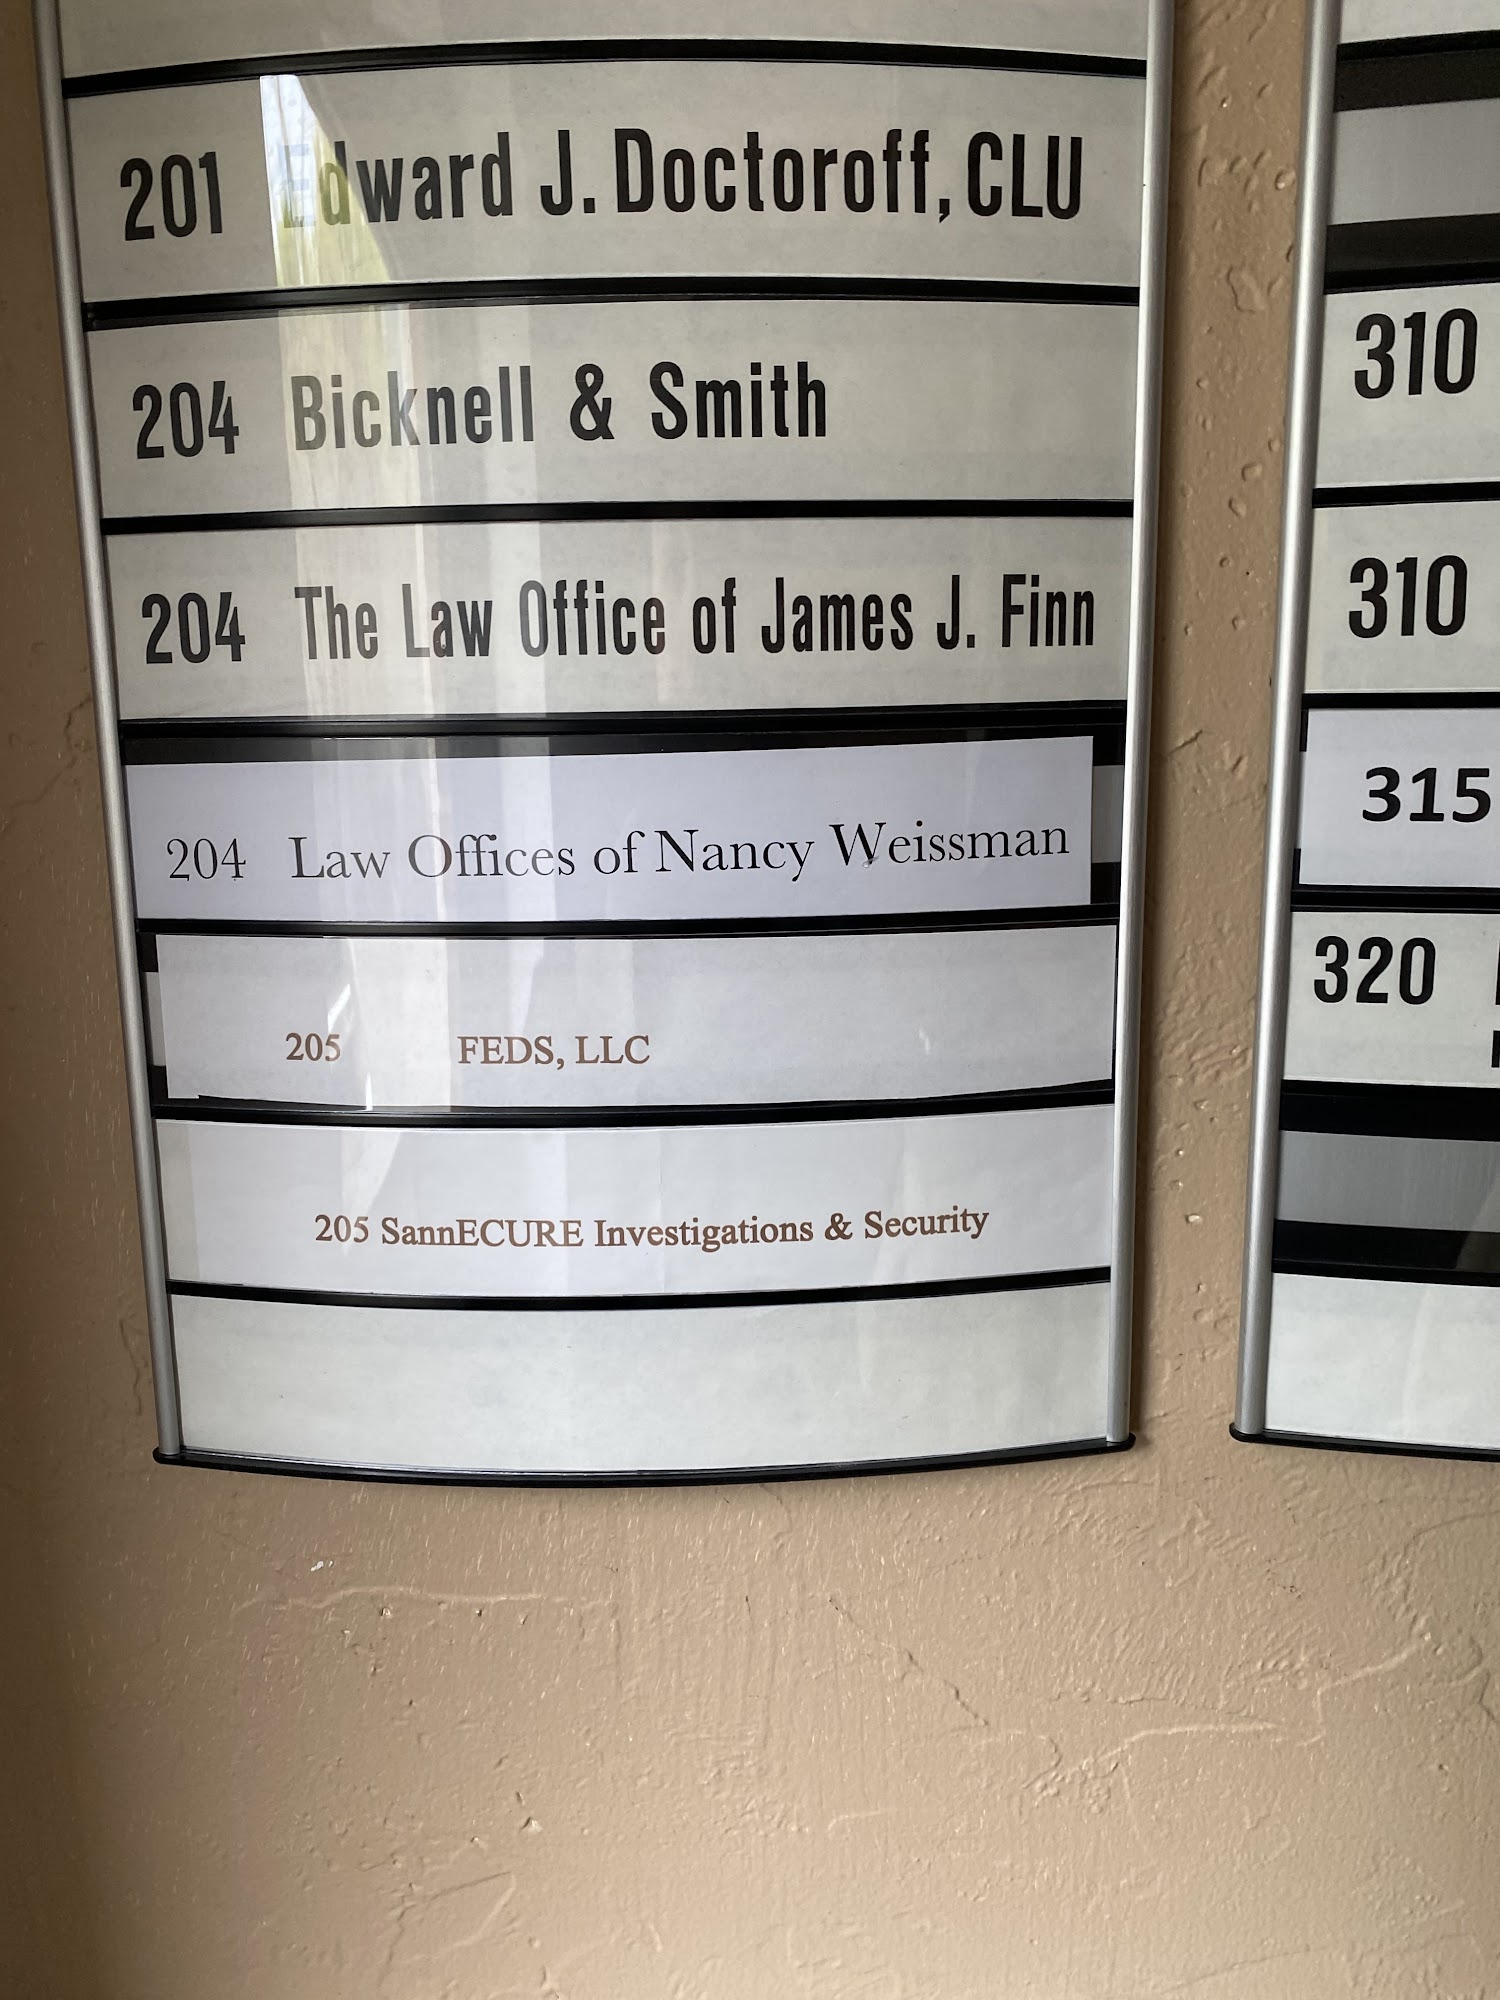 201 Edward J. Doctoroff, CLU
204 Bicknell & Smith
204 The Law Office of James J. Finn
204 Law Offices of Nancy Weissman
205 FEDS, LLC
205 SannECURE Investigations & Security
310
310
315
320